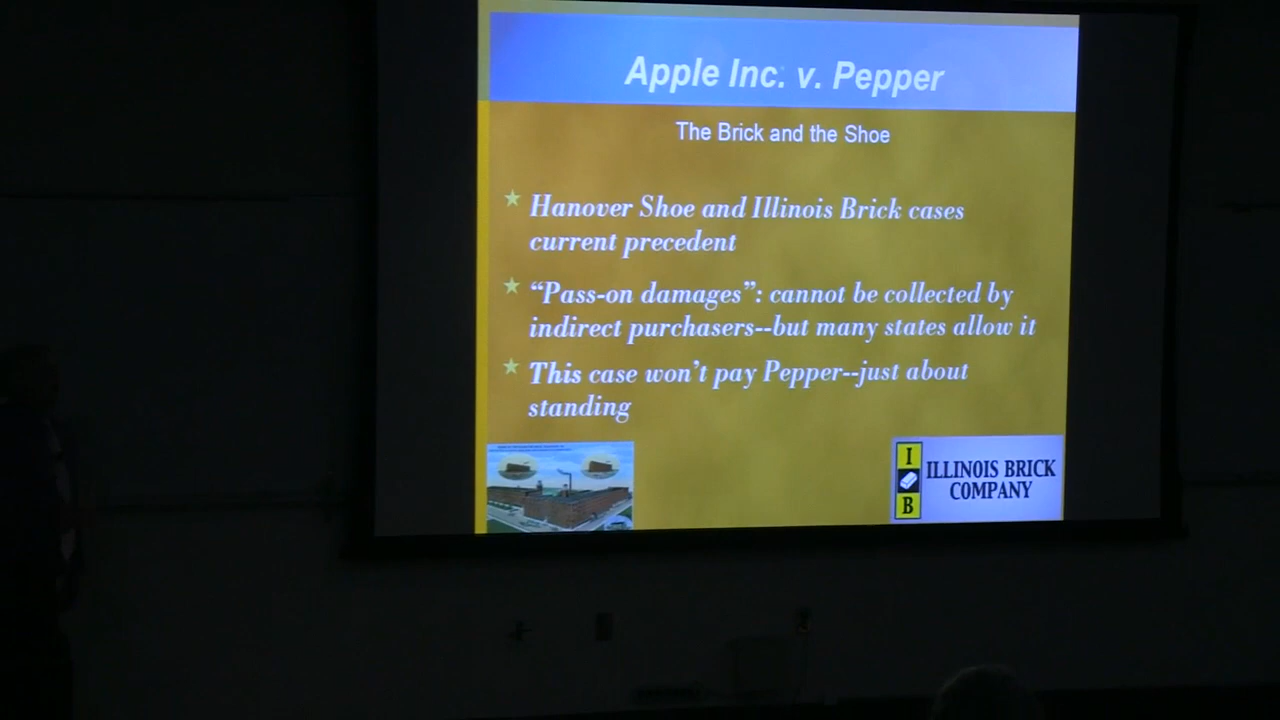 Apple Inc. v. Pepper
The Brick and the Shoe
Hanover Shoe and Illinois Brick cases
current precedent
“Pass-on damages”: cannot be collected by
indirect purchasers--but many states allow it
This case won’t pay Pepper--just about
standing
I
B
ILLINOIS BRICK
COMPANY